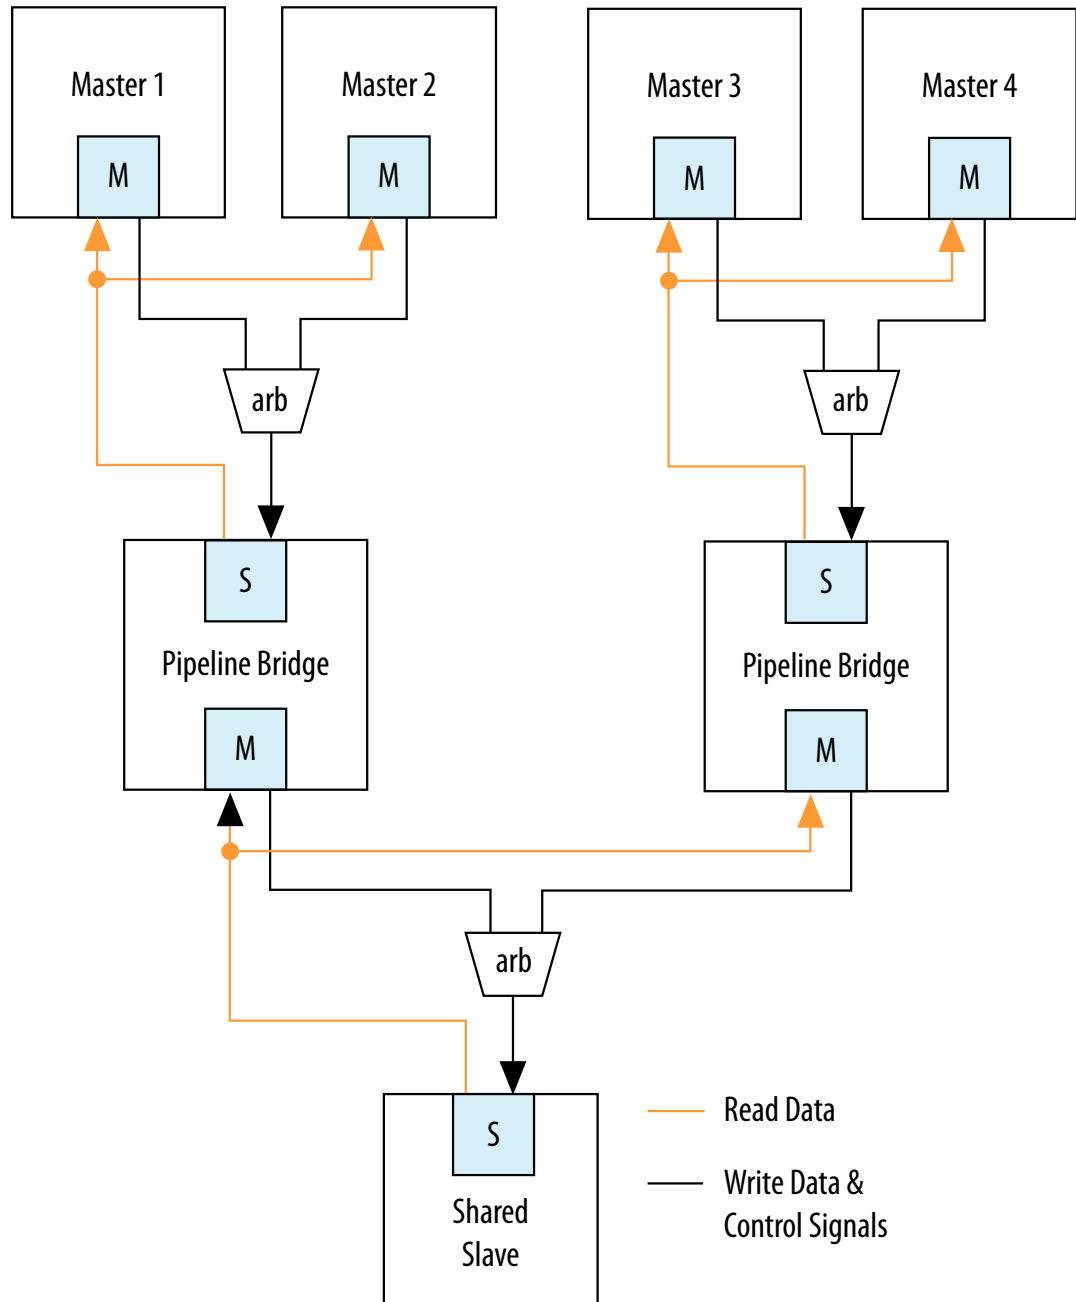 Master 1
Master 2
Master 3
Master 4
M
M
M
M
arb
arb
S
S
Pipeline Bridge
Pipeline Bridge
M
M
arb
S
Shared
Slave
Read Data
Write Data &
Control Signals